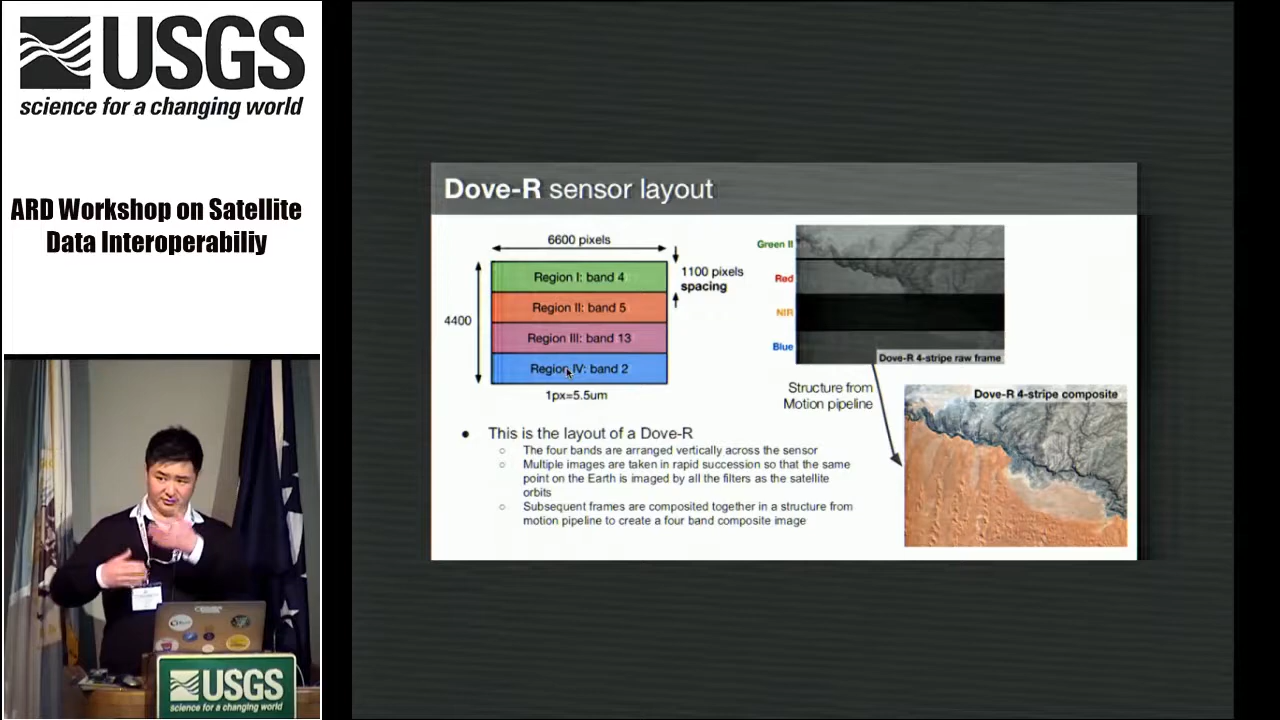 USGS
science for a changing world
ARD Workshop on Satellite
Data Interoperabiliy
Dove-R sensor layout
6600 pixels
4400
Region I: band 4
Region II: band 5
Region III: band 13
Region IV: band 2
1px=5.5um
1100 pixels
spacing
Green II
Red
NIR
Blue
Dove-R 4-stripe raw frame
Structure from
Motion pipeline
Dove-R 4-stripe composite
● This is the layout of a Dove-R
○ The four bands are arranged vertically across the sensor
○ Multiple images are taken in rapid succession so that the same
point on the Earth is imaged by all the filters as the satellite
orbits
○ Subsequent frames are composited together in a structure from
motion pipeline to create a four band composite image
USGS
science for a changing world